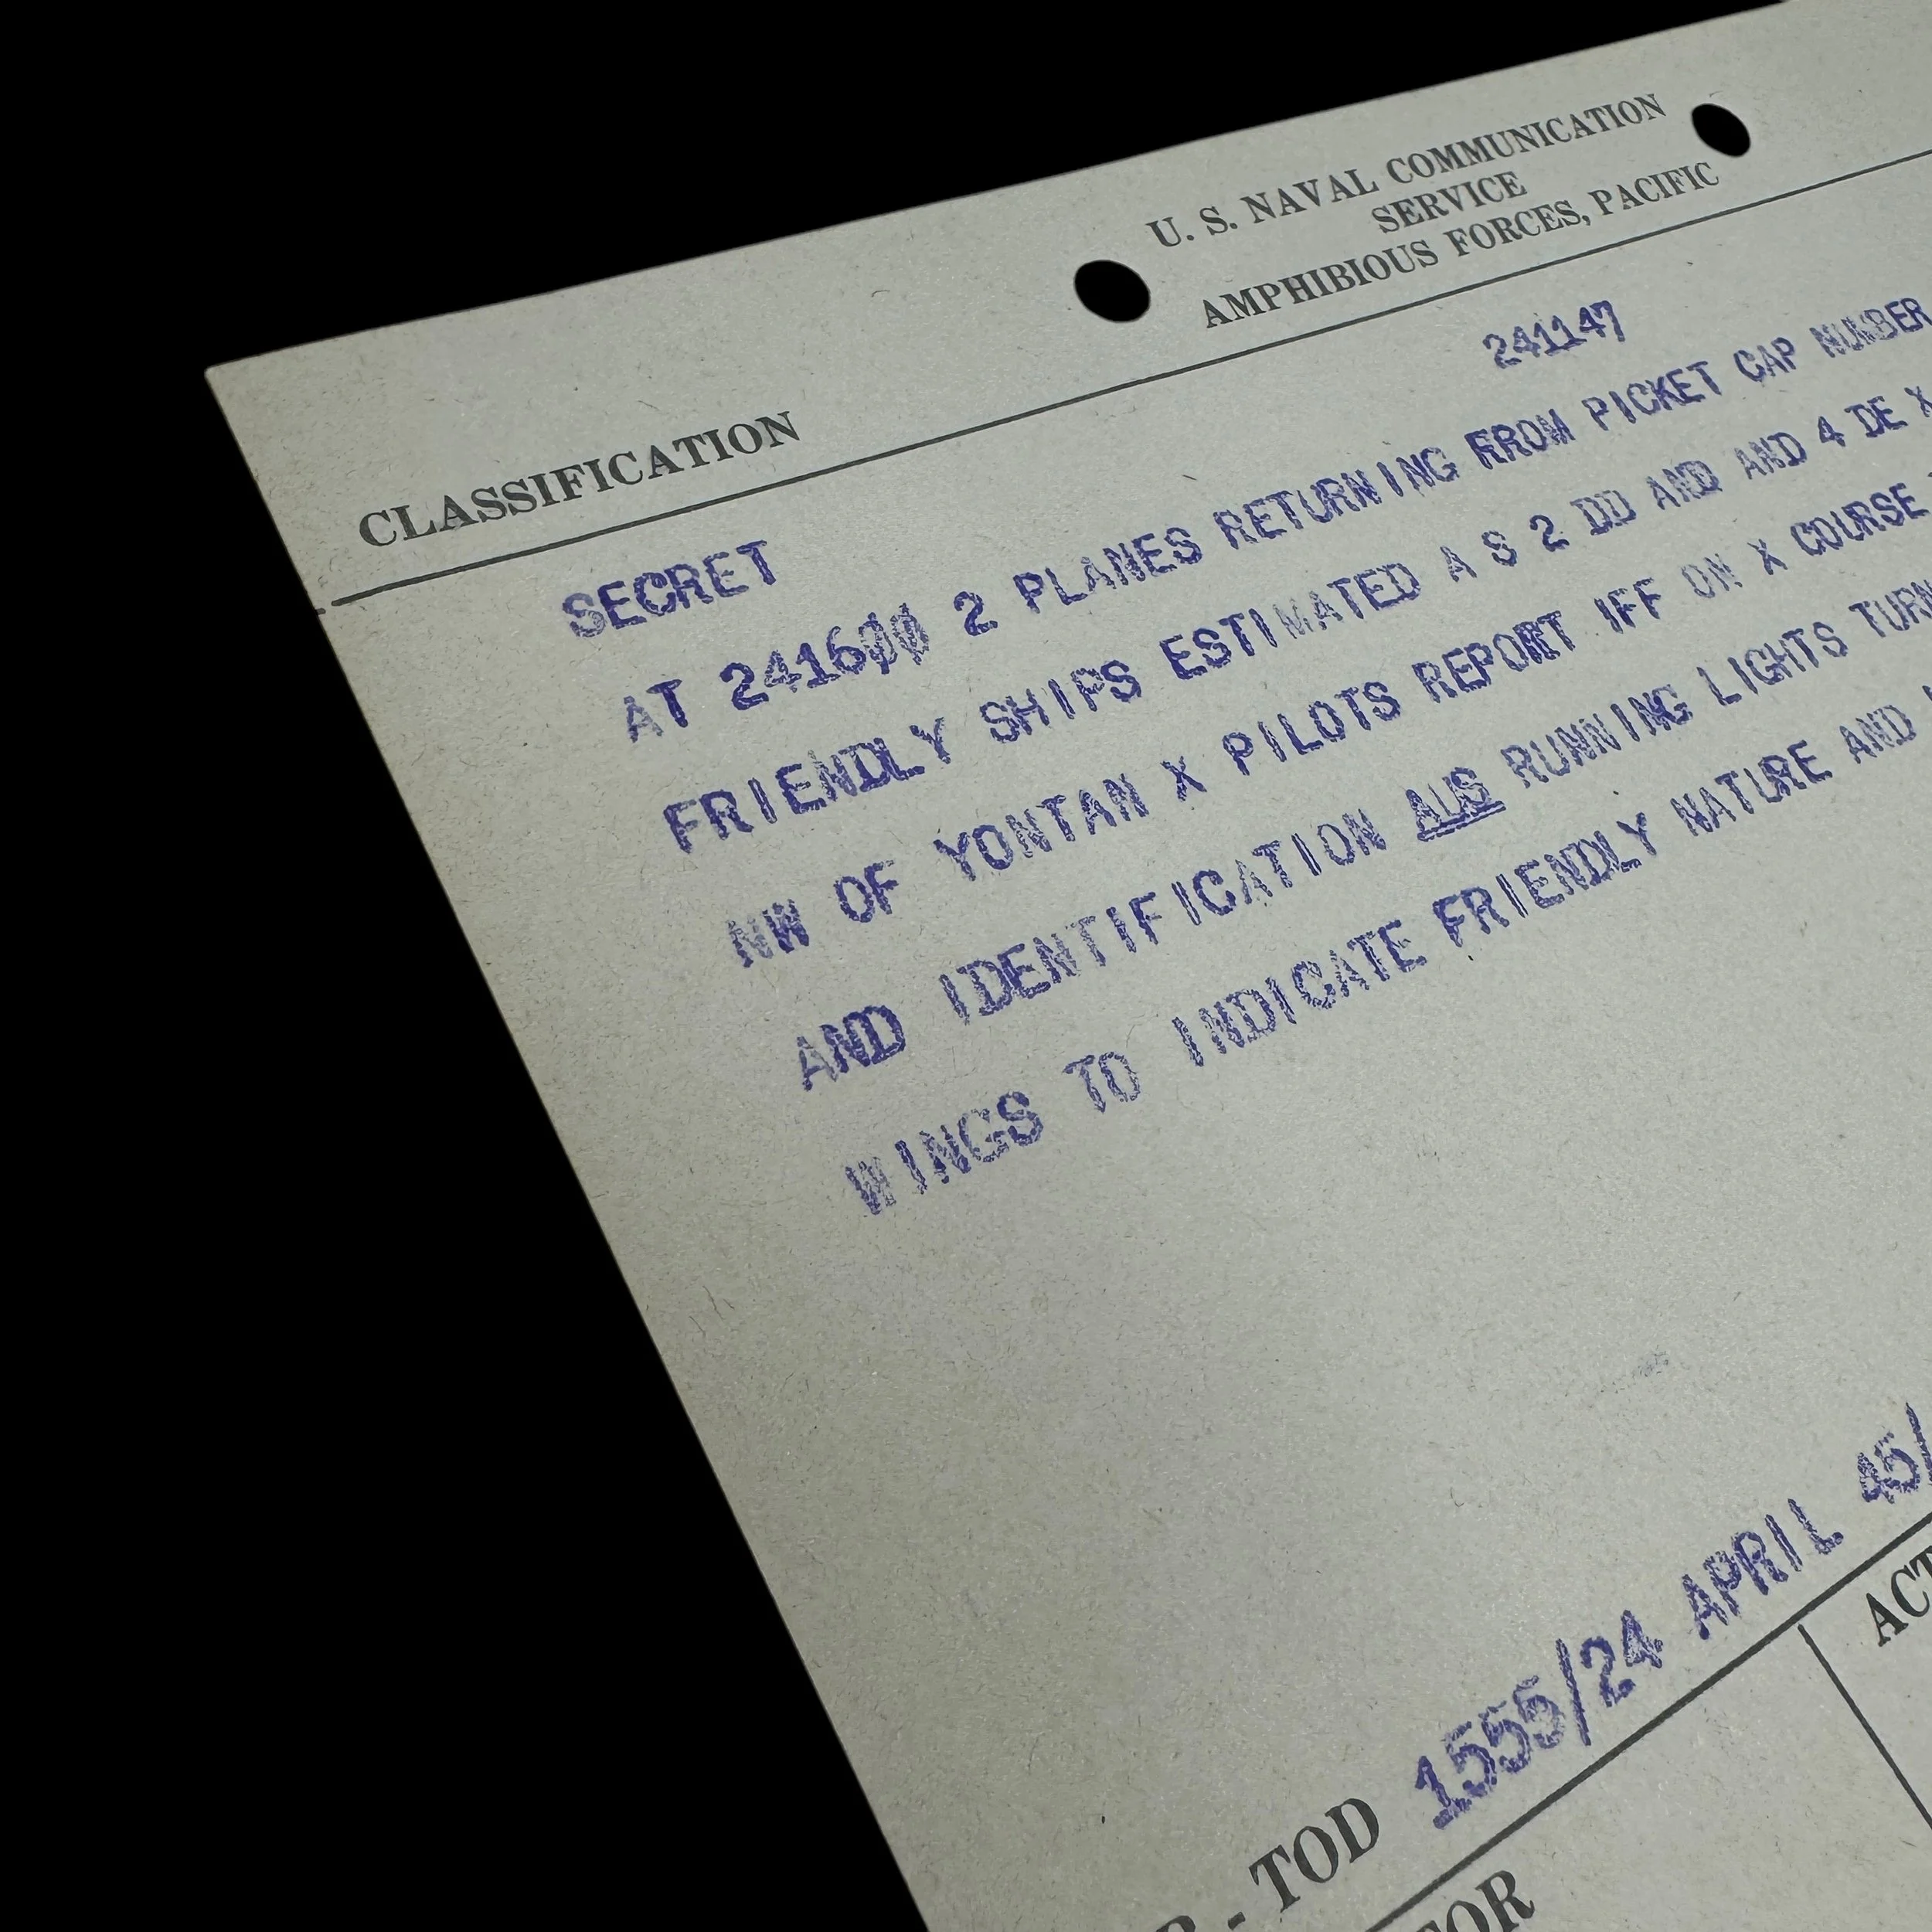 U. S. NAVAL COMMUNICATION
SERVICE
AMPHIBIOUS FORCES, PACIFIC
CLASSIFICATION
241147
SECRET
AT 241600 2 PLANES RETURNING FROM PICKET CAP NUMBER
FRIENDLY SHIPS ESTIMATED A S 2 DD AND AND 4 DE X
NW OF YONTAN X PILOTS REPORT IFF ON X COURSE
AND IDENTIFICATION ALS RUNNING LIGHTS TURN
WINGS TO INDICATE FRIENDLY NATURE AND
1555/24 APRIL 45/
- TOD
ACT
TOR